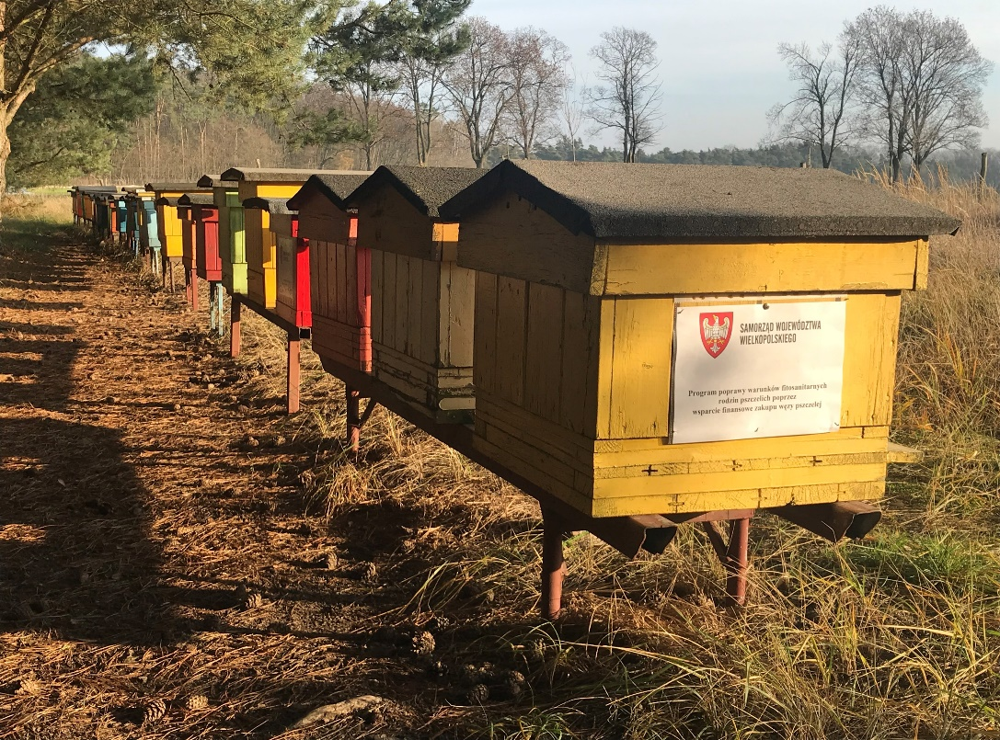 SAMORZĄD WOJEWÓDZTWA
WIELKOPOLSKIEGO
Program poprawy warunków fitosanitarnych
rodzin pszczelich poprzez
wsparcie finansowe zakupu węzy pszczelej